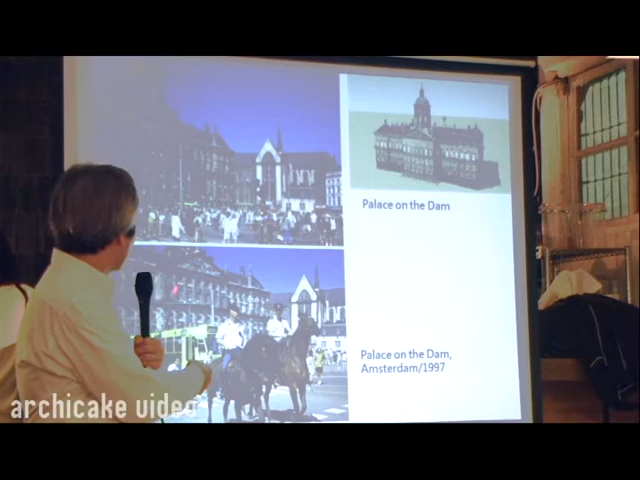 Palace on the Dam
Palace on the Dam,
Amsterdam/1997
archicake video